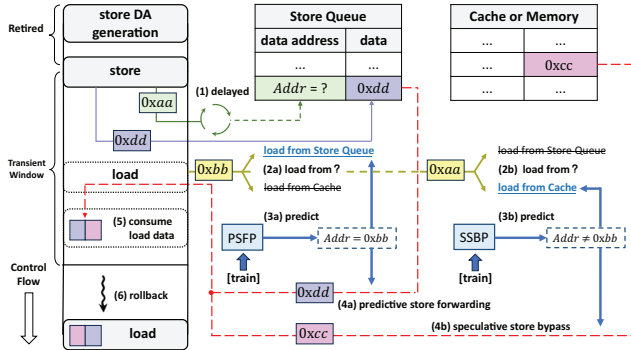 Retired
store DA
generation
Store Queue
data address
data
...
...
Addr = ?
0xdd
Cache or Memory
...
...
...
0xcc
...
...
store
0xaa
(1) delayed
0xdd
Transient
Window
load
0xbb
load from Store Queue
(2a) load from ?
load from Cache
0xaa
load from Store Queue
(2b) load from ?
load from Cache
(5) consume
load data
(3a) predict
PSFP
Addr = 0xbb
[train]
(3b) predict
SSBP
Addr ≠ 0xbb
[train]
Control
Flow
(6) rollback
0xdd
(4a) predictive store forwarding
load
0xcc
(4b) speculative store bypass